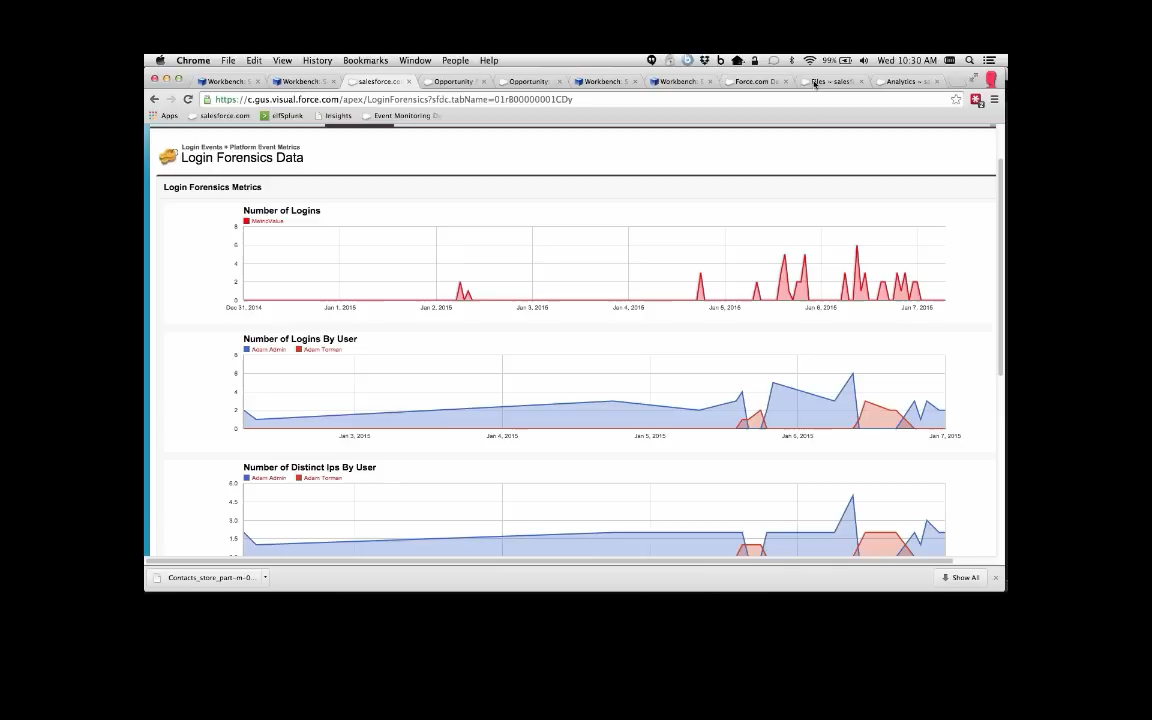 Chrome File Edit View History Bookmarks Window People Help 99% Wed 10:30 AM
Workbench: Workbench: salesforce.co Opportunity Opportunity Workbench: Workbench: Force.com De Files ~ salesf Analytics ~ s
https://c.gus.visual.force.com/apex/LoginForensics?sfdc.tabName=01rB00000001CDy
Apps salesforce.com elfSplunk Insights Event Monitoring
Login Events + Platform Event Metrics
Login Forensics Data
Login Forensics Metrics
Number of Logins
8
6
4
2
0
Dec 31, 2014 Jan 1, 2015 Jan 2, 2015 Jan 3, 2015 Jan 4, 2015 Jan 5, 2015 Jan 6, 2015 Jan 7, 2015
Number of Logins By User
Adam Admin Adam Torman
8
6
4
2
0
Jan 3, 2015 Jan 4, 2015 Jan 5, 2015 Jan 6, 2015 Jan 7, 2015
Number of Distinct Ips By User
Adam Admin Adam Torman
6.0
4.5
3.0
1.5
Contacts_store_part-m-0... Show All